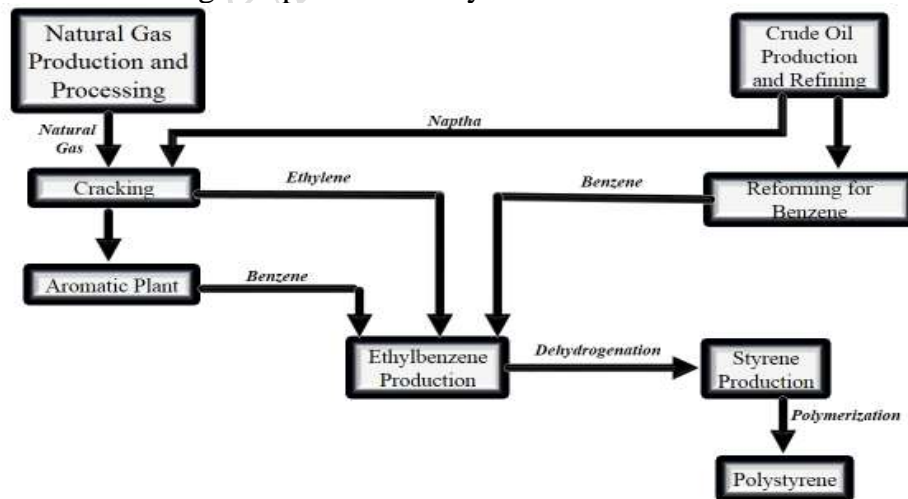 Natural Gas
Production and
Processing
Crude Oil
Production
and Refining
Natural
Gas
Naptha
Cracking
Ethylene
Benzene
Reforming for
Benzene
Aromatic Plant
Benzene
Ethylbenzene
Production
Dehydrogenation
Styrene
Production
Polymerization
Polystyrene